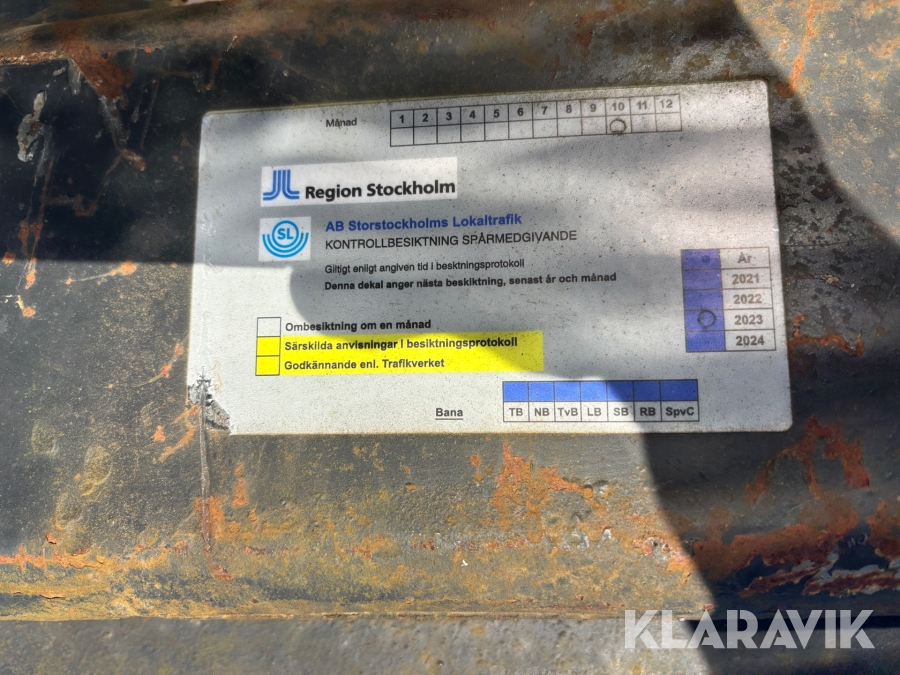 Månad 1 2 3 4 5 6 7 8 9 10 11 12
Region Stockholm
SL
AB Storstockholms Lokaltrafik
KONTROLLBESIKTNING SPÅRMEDGIVANDE
Giltigt enligt angiven tid i besktningsprotokoll
Denna dekal anger nästa beskiktning, senast år och månad
År
2021
2022
2023
2024
Ombesiktning om en månad
Särskilda anvisningar i besiktningsprotokoll
Godkännande enl. Trafikverket
Bana TB NB TvB LB SB RB SpvC
KLARAVIK